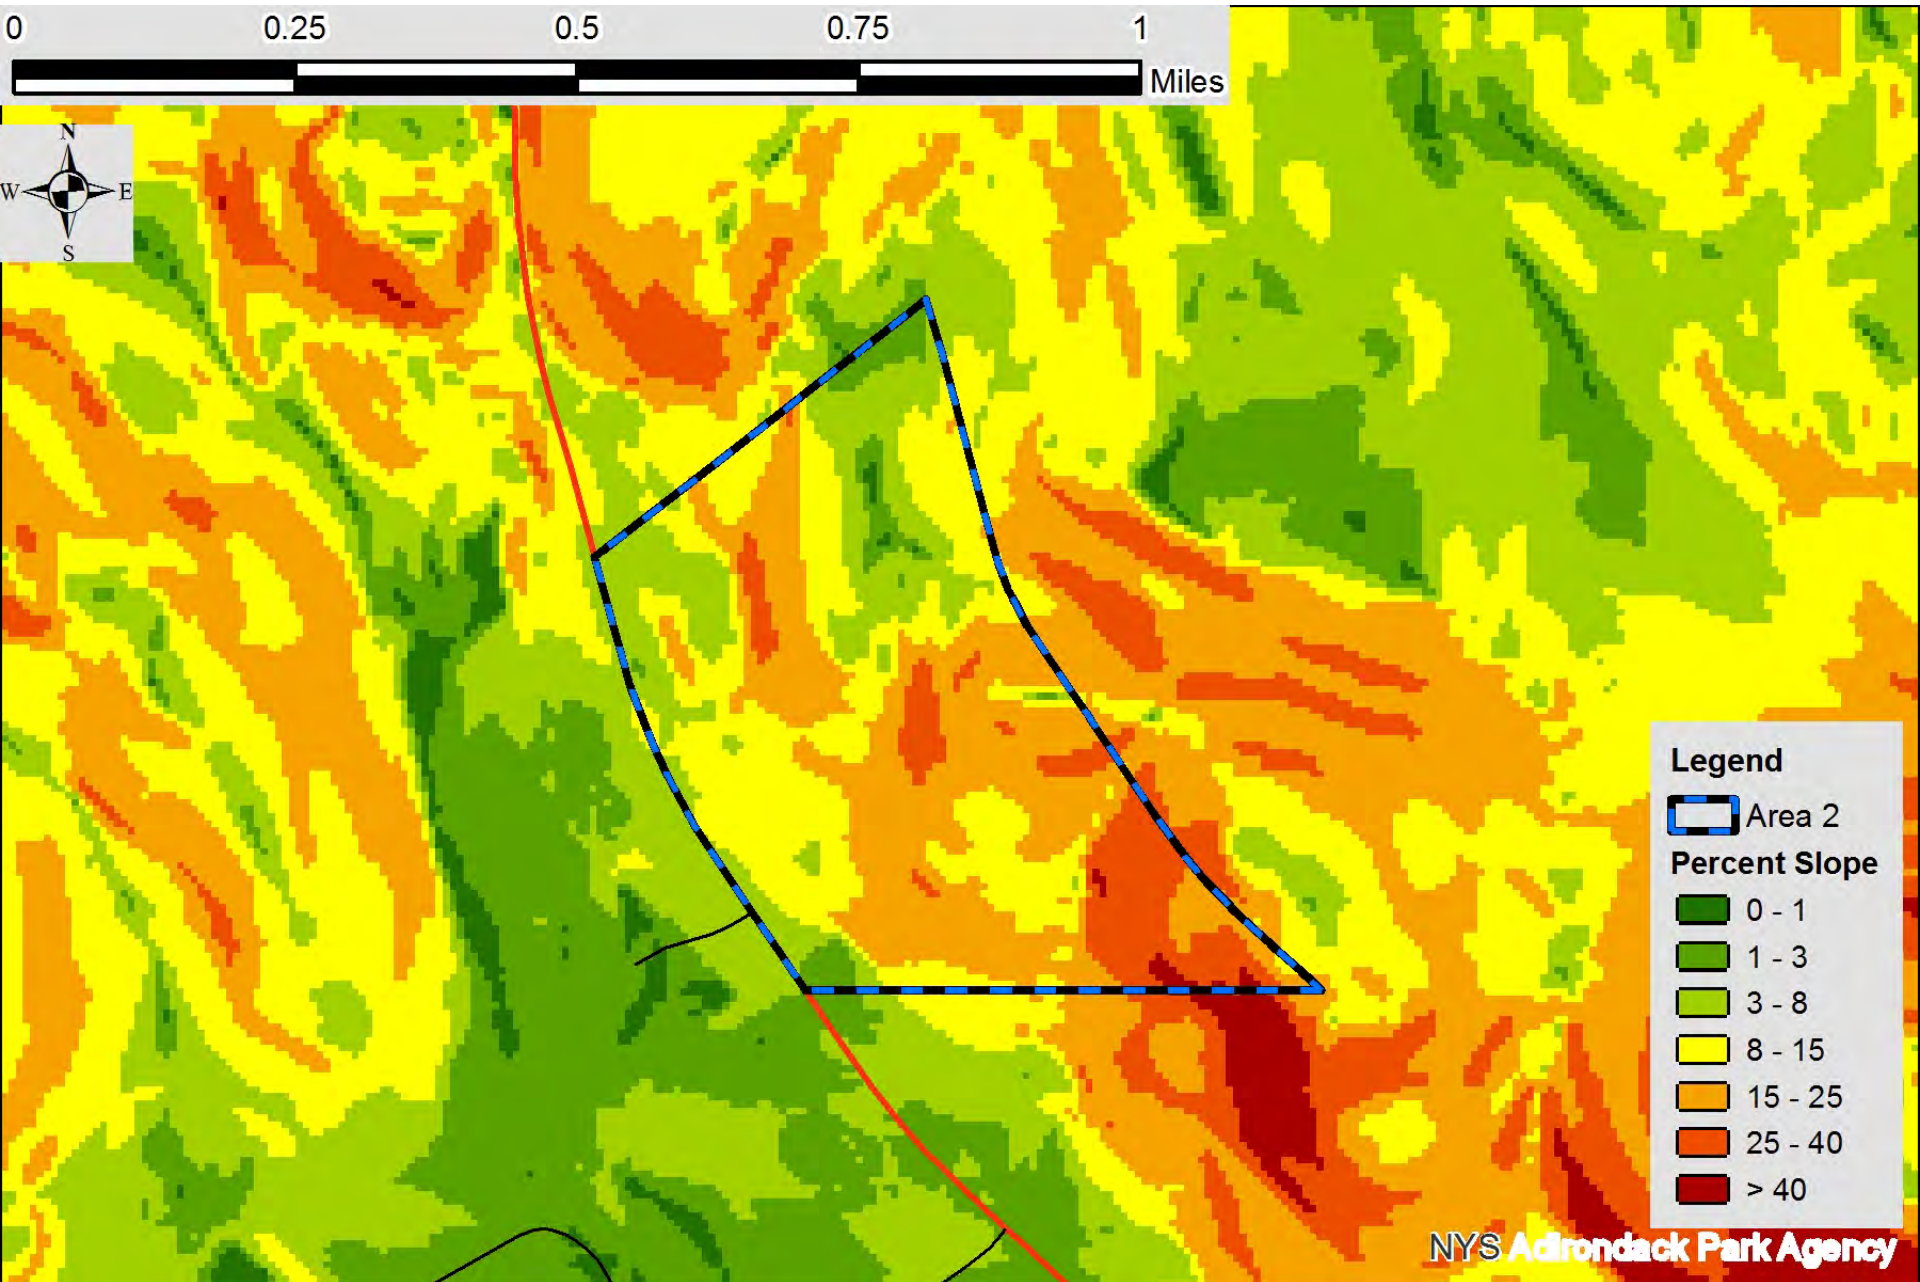 0 0.25 0.5 0.75 1
Miles
N
W E
S
Legend
Area 2
Percent Slope
0 - 1
1 - 3
3 - 8
8 - 15
15 - 25
25 - 40
> 40
NYS Adirondack Park Agency